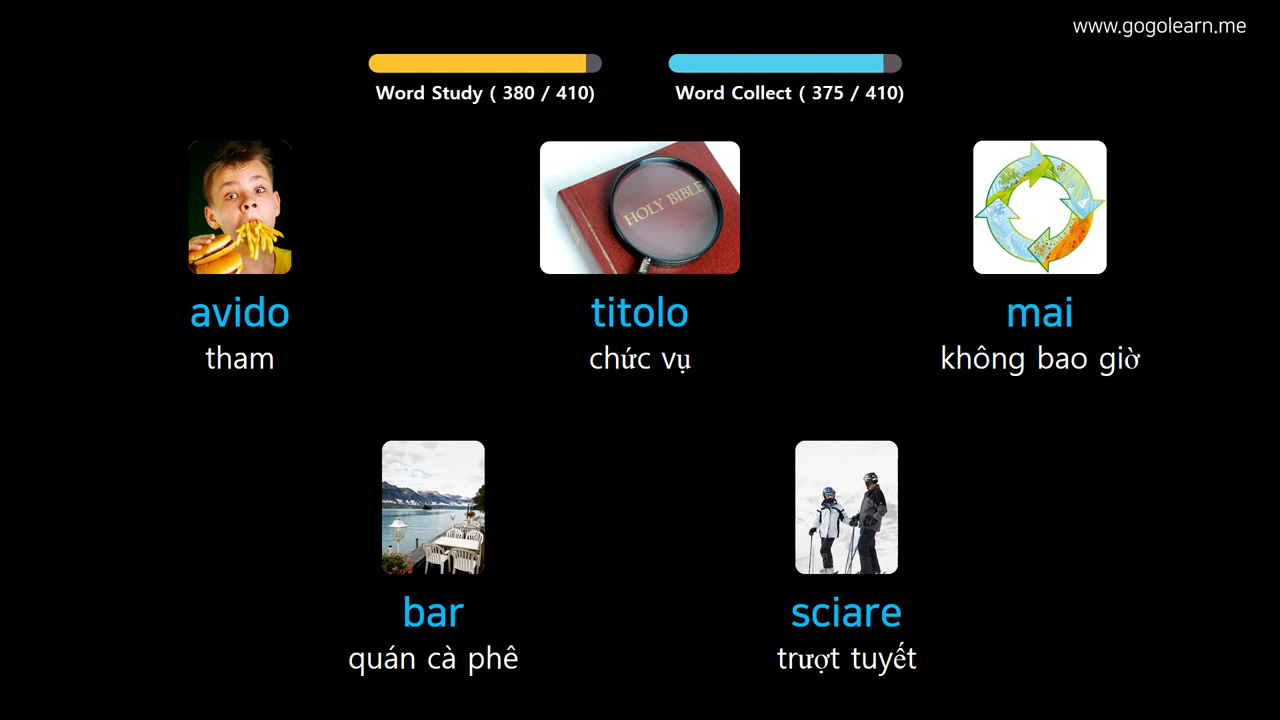 www.gogolearn.me
Word Study ( 380 / 410)
Word Collect ( 375 / 410)
HOLY BIBLE
avido
titolo
mai
tham
chức vụ
không bao giờ
bar
sciare
quán cà phê
trượt tuyết